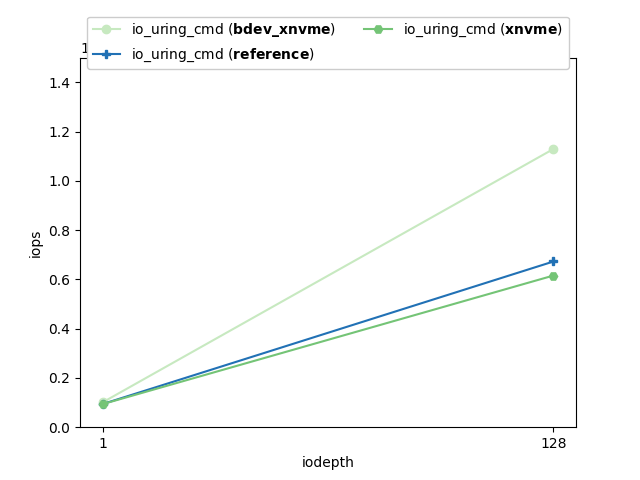 io_uring_cmd (bdev_xnvme)
io_uring_cmd (reference)
io_uring_cmd (xnvme)
1.4
1.2
1.0
0.8
0.6
0.4
0.2
0.0
iops
1
128
iodepth